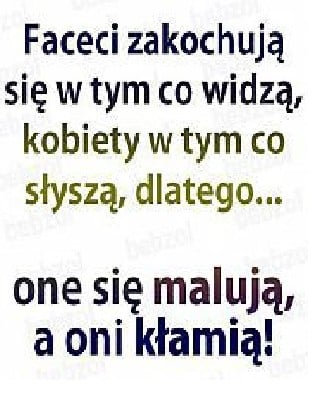 Faceci zakochują
się w tym co widzą,
kobiety w tym co
słyszą, dlatego...
one się malują,
a oni kłamią!